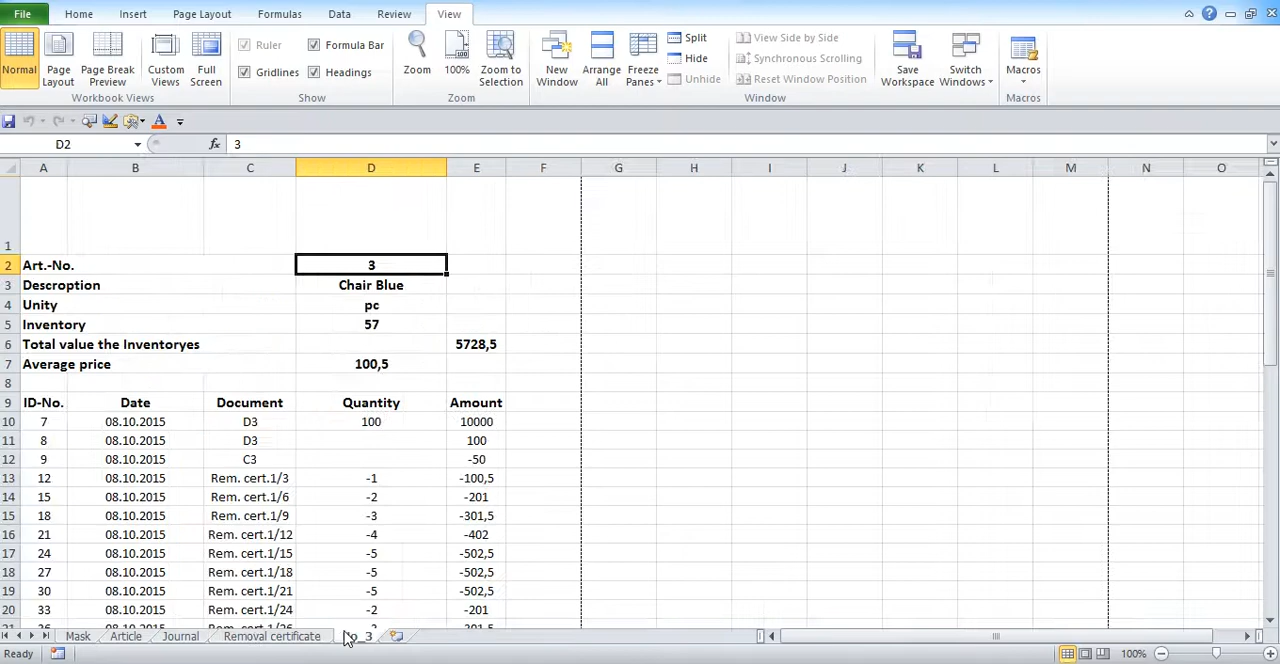 File Home Insert Page Layout Formulas Data Review View
Normal Page Layout Page Break Preview Custom Views Full Screen Ruler Formula Bar Gridlines Headings Zoom 100% Zoom to Selection New Window Arrange All Freeze Panes Split Hide Unhide View Side by Side Synchronous Scrolling Reset Window Position Save Workspace Switch Windows Macros
Workbook Views Show Zoom Window Macros
D2 fx 3
A B C D E F G H I J K L M N O
1
2 Art.-No. 3
3 Descroption Chair Blue
4 Unity pc
5 Inventory 57
6 Total value the Inventoryes 5728,5
7 Average price 100,5
8
9 ID-No. Date Document Quantity Amount
10 7 08.10.2015 D3 100 10000
11 8 08.10.2015 D3 100
12 9 08.10.2015 C3 -50
13 12 08.10.2015 Rem. cert.1/3 -1 -100,5
14 15 08.10.2015 Rem. cert.1/6 -2 -201
15 18 08.10.2015 Rem. cert.1/9 -3 -301,5
16 21 08.10.2015 Rem. cert.1/12 -4 -402
17 24 08.10.2015 Rem. cert.1/15 -5 -502,5
18 27 08.10.2015 Rem. cert.1/18 -5 -502,5
19 30 08.10.2015 Rem. cert.1/21 -5 -502,5
20 33 08.10.2015 Rem. cert.1/24 -2 -201
Mask Article Journal Removal certificate
Ready 100%